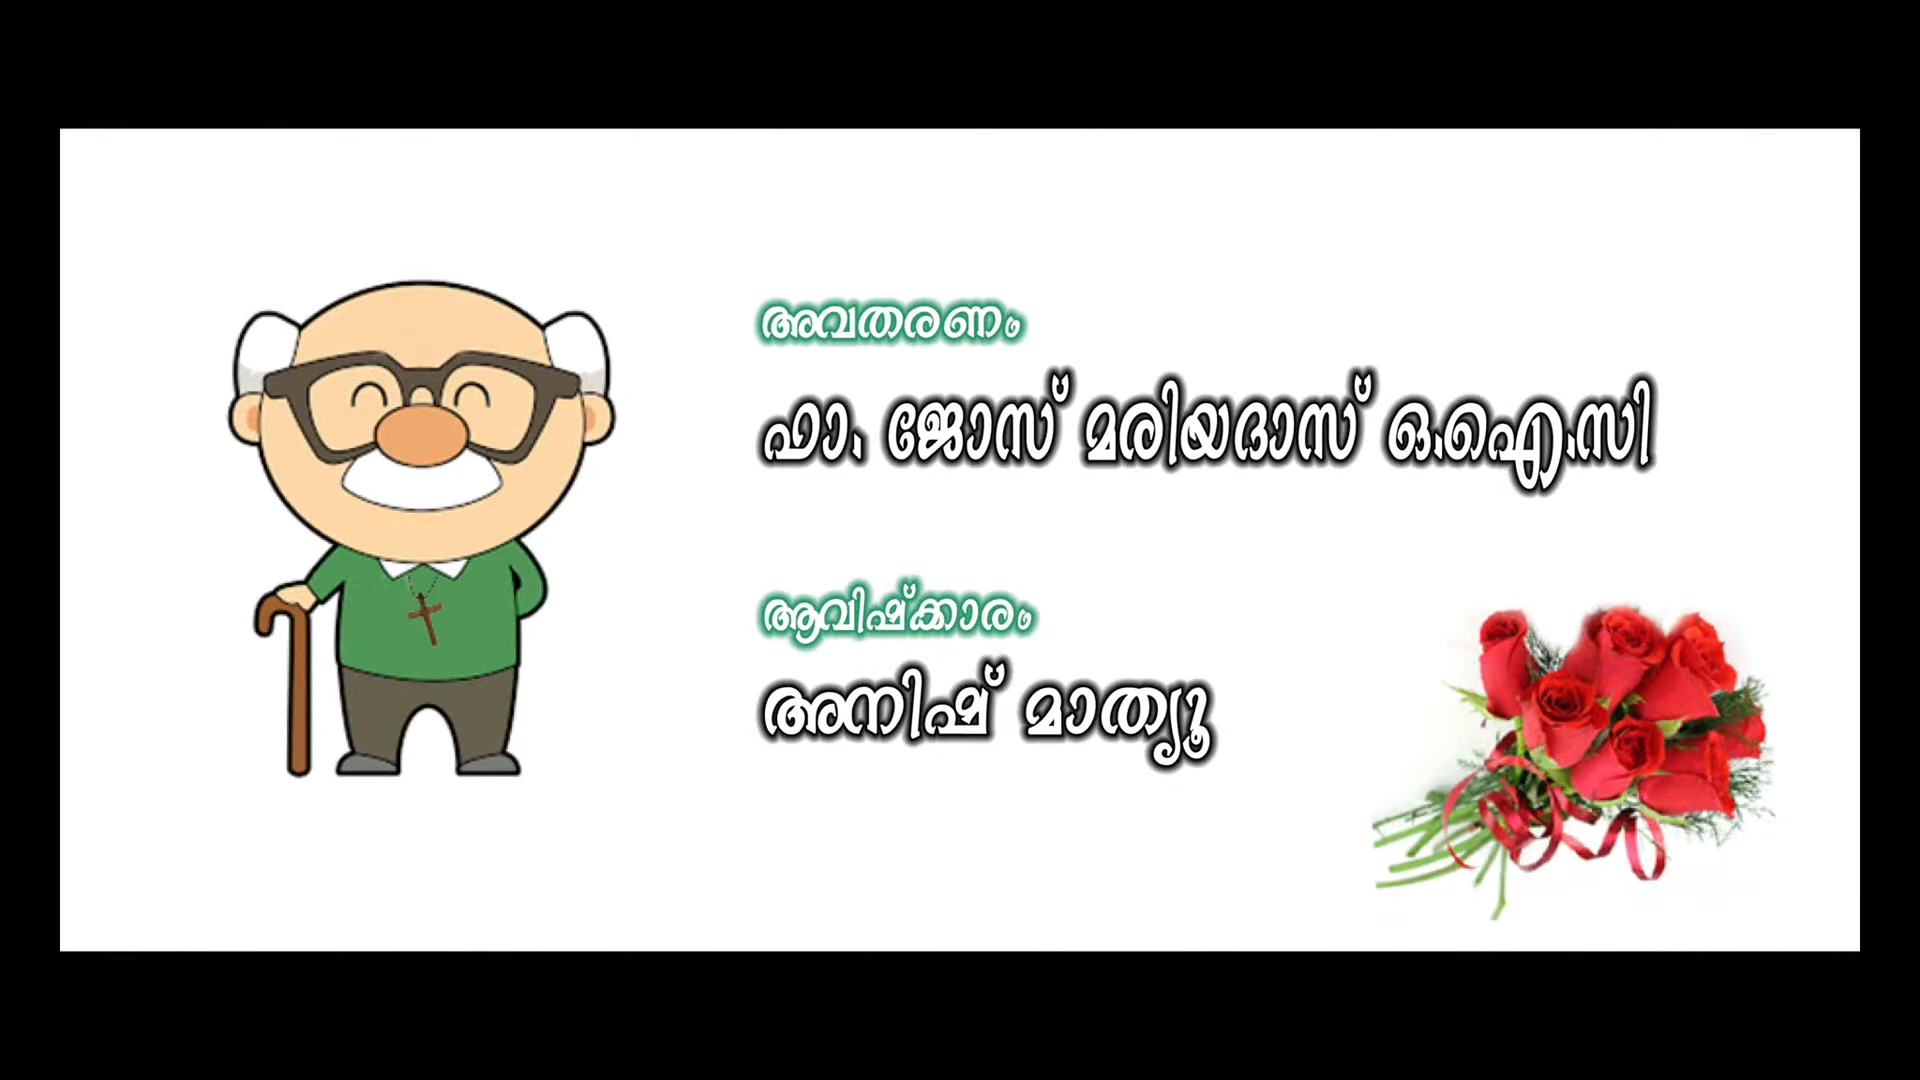 അവതരണം
ഫാ. ജോസ് മരിയദാസ് ഒ.ഐ.സി
ആവിഷ്ക്കാരം
അനിഷ് മാത്യൂ